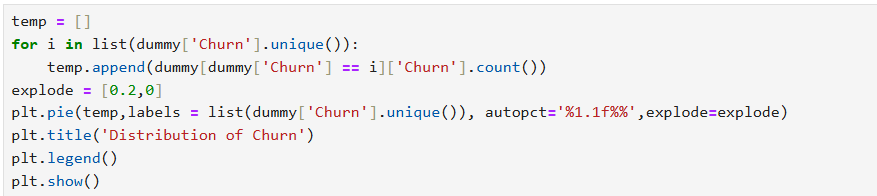 temp = []
for i in list(dummy['Churn'].unique()):
    temp.append(dummy[dummy['Churn'] == i]['Churn'].count())
explode = [0.2,0]
plt.pie(temp,labels = list(dummy['Churn'].unique()), autopct='%1.1f%%',explode=explode)
plt.title('Distribution of Churn')
plt.legend()
plt.show()